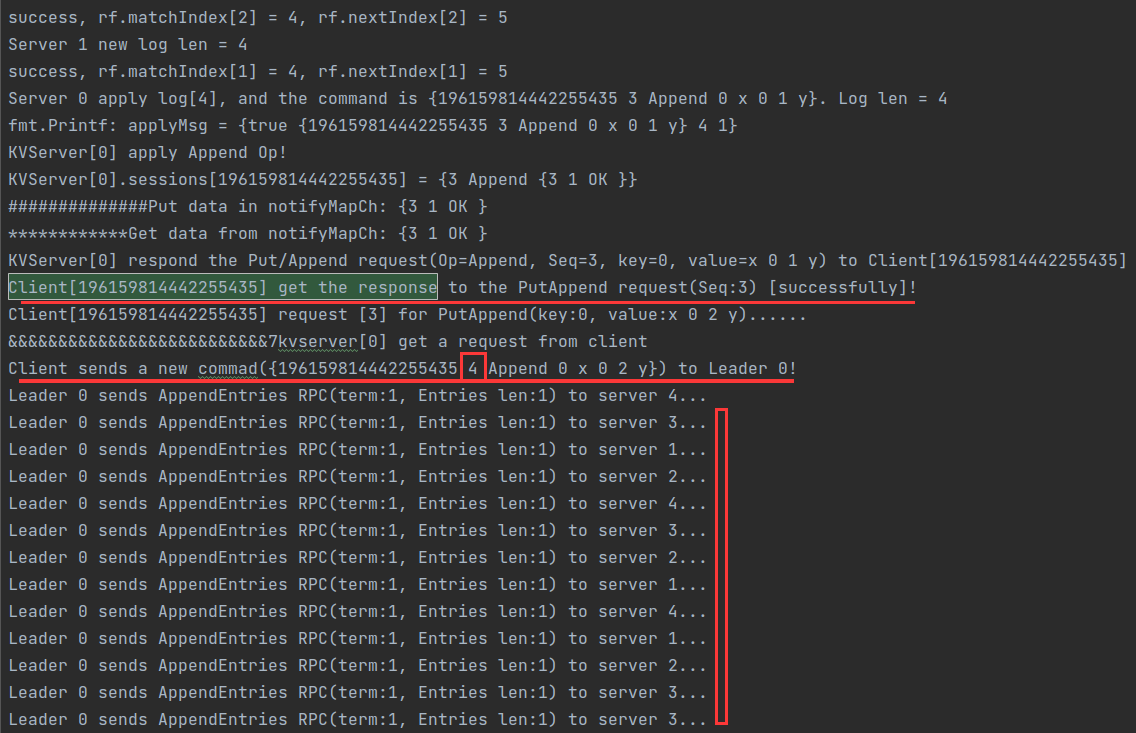 success, rf.matchIndex[2] = 4, rf.nextIndex[2] = 5
Server 1 new log len = 4
success, rf.matchIndex[1] = 4, rf.nextIndex[1] = 5
Server 0 apply log[4], and the command is {196159814442255435 3 Append 0 x 0 1 y}. Log len = 4
fmt.Printf: applyMsg = {true {196159814442255435 3 Append 0 x 0 1 y} 4 1}
KVServer[0] apply Append Op!
KVServer[0].sessions[196159814442255435] = {3 Append {3 1 OK }}
##############Put data in notifyMapCh: {3 1 OK }
************Get data from notifyMapCh: {3 1 OK }
KVServer[0] respond the Put/Append request(Op=Append, Seq=3, key=0, value=x 0 1 y) to Client[196159814442255435]
Client[196159814442255435] get the response to the PutAppend request(Seq:3) [successfully]!
Client[196159814442255435] request [3] for PutAppend(key:0, value:x 0 2 y)......
&&&&&&&&&&&&&&&&&&&&&&&&&&7kvserver[0] get a request from client
Client sends a new commad({196159814442255435 4 Append 0 x 0 2 y}) to Leader 0!
Leader 0 sends AppendEntries RPC(term:1, Entries len:1) to server 4...
Leader 0 sends AppendEntries RPC(term:1, Entries len:1) to server 3...
Leader 0 sends AppendEntries RPC(term:1, Entries len:1) to server 1...
Leader 0 sends AppendEntries RPC(term:1, Entries len:1) to server 2...
Leader 0 sends AppendEntries RPC(term:1, Entries len:1) to server 4...
Leader 0 sends AppendEntries RPC(term:1, Entries len:1) to server 3...
Leader 0 sends AppendEntries RPC(term:1, Entries len:1) to server 2...
Leader 0 sends AppendEntries RPC(term:1, Entries len:1) to server 1...
Leader 0 sends AppendEntries RPC(term:1, Entries len:1) to server 4...
Leader 0 sends AppendEntries RPC(term:1, Entries len:1) to server 1...
Leader 0 sends AppendEntries RPC(term:1, Entries len:1) to server 2...
Leader 0 sends AppendEntries RPC(term:1, Entries len:1) to server 3...
Leader 0 sends AppendEntries RPC(term:1, Entries len:1) to server 3...